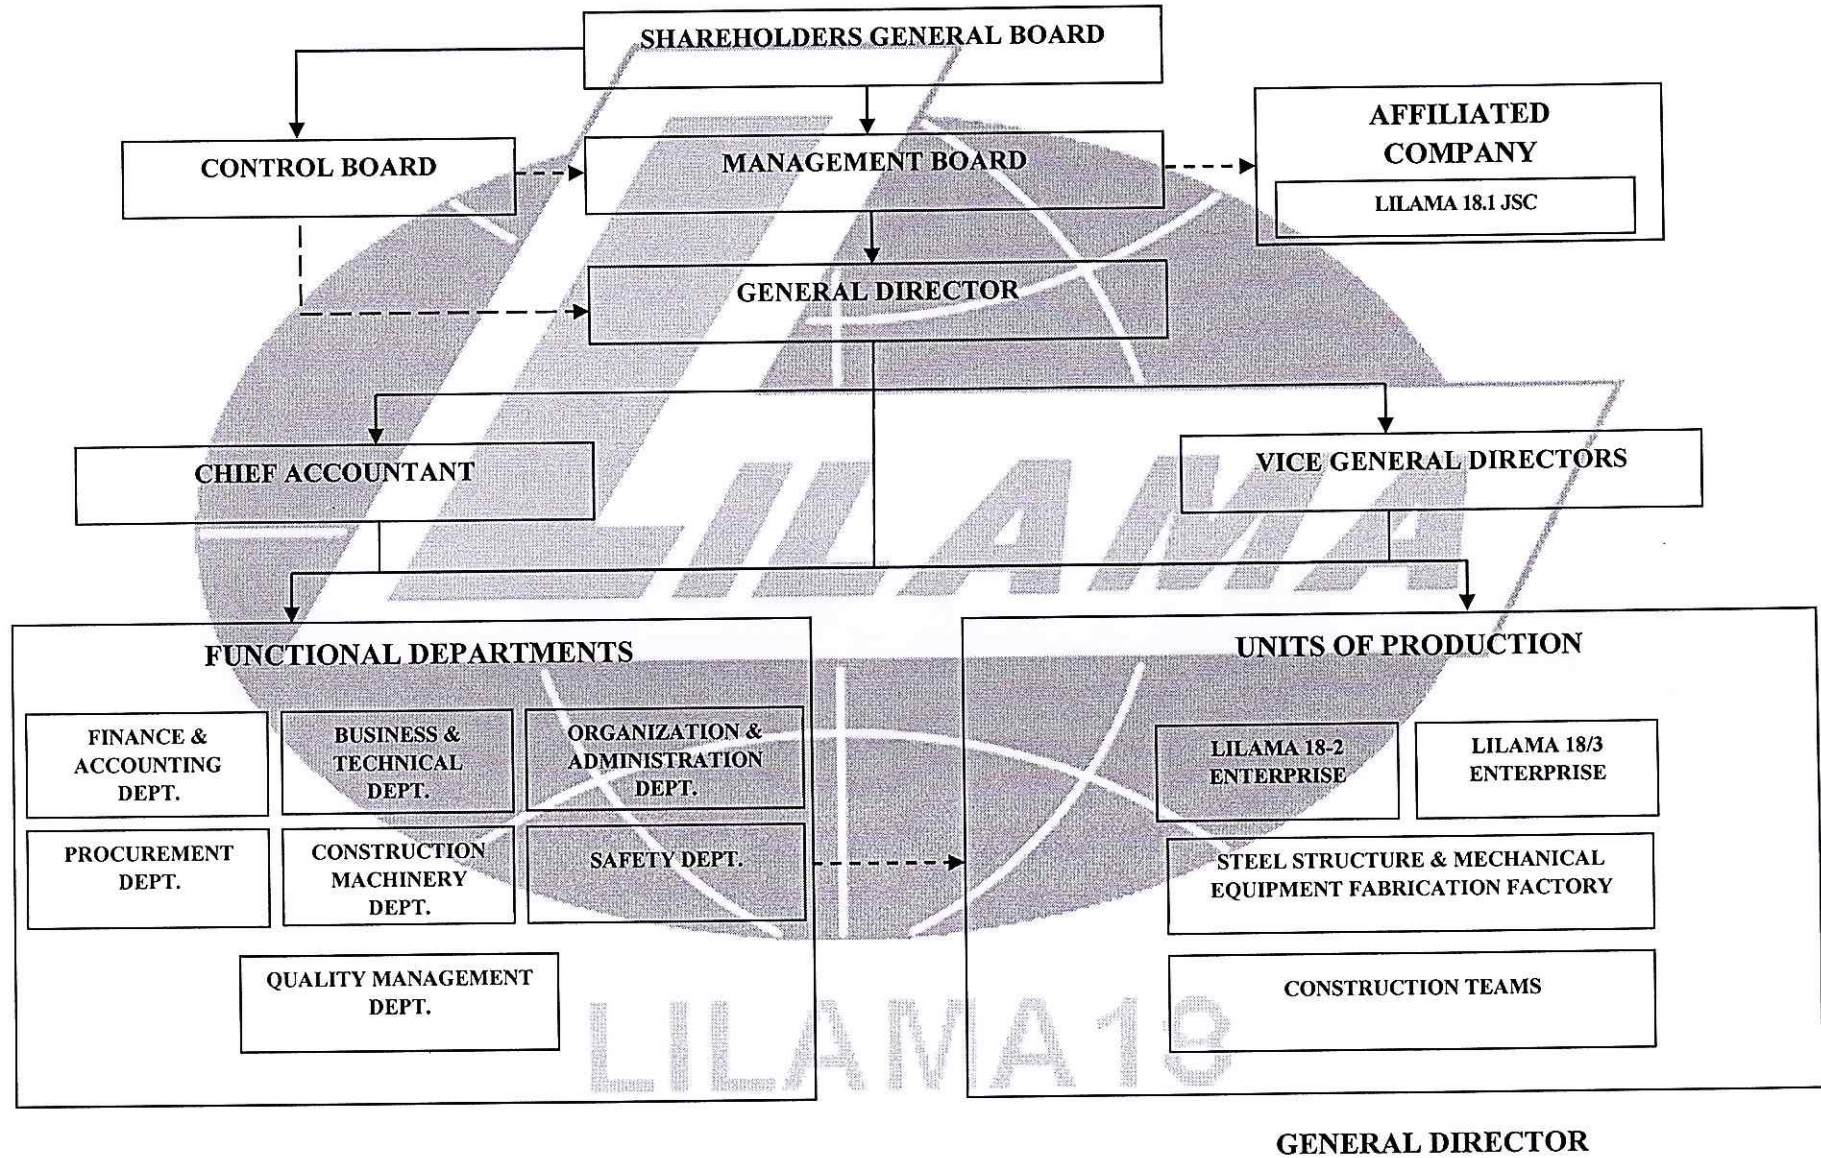 SHAREHOLDERS GENERAL BOARD
CONTROL BOARD
MANAGEMENT BOARD
AFFILIATED
COMPANY
LILAMA 18.1 JSC
GENERAL DIRECTOR
CHIEF ACCOUNTANT
VICE GENERAL DIRECTORS
LILAMA
FUNCTIONAL DEPARTMENTS
FINANCE &
ACCOUNTING
DEPT.
BUSINESS &
TECHNICAL
DEPT.
ORGANIZATION &
ADMINISTRATION
DEPT.
PROCUREMENT
DEPT.
CONSTRUCTION
MACHINERY
DEPT.
SAFETY DEPT.
QUALITY MANAGEMENT
DEPT.
UNITS OF PRODUCTION
LILAMA 18-2
ENTERPRISE
LILAMA 18/3
ENTERPRISE
STEEL STRUCTURE & MECHANICAL
EQUIPMENT FABRICATION FACTORY
CONSTRUCTION TEAMS
LILAMA18
GENERAL DIRECTOR